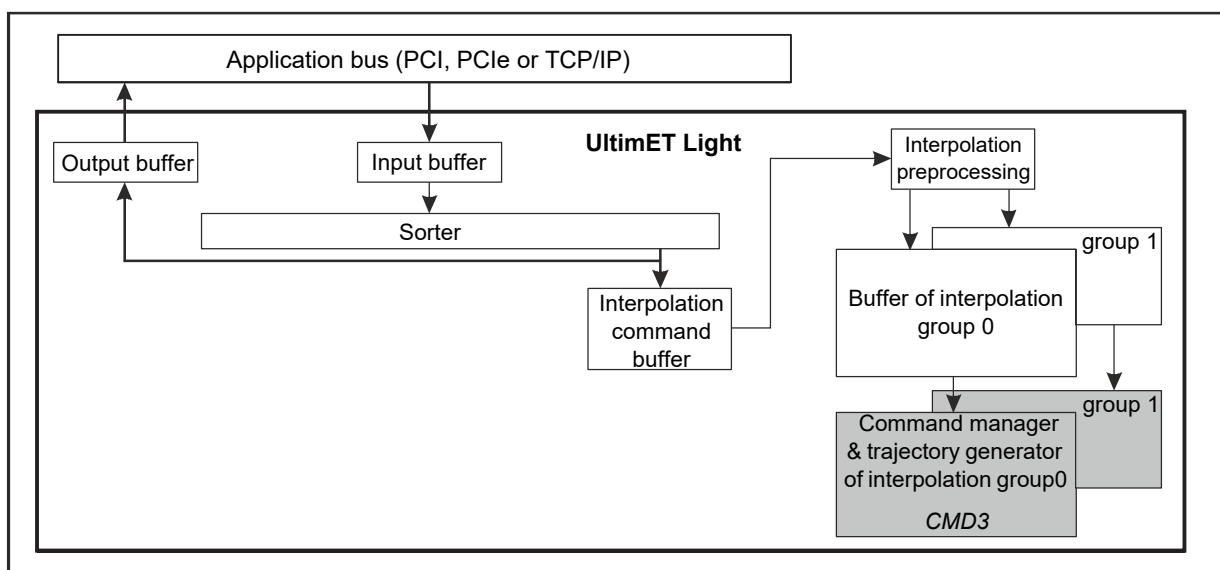 Application bus (PCI, PCIe or TCP/IP)
UltimET Light
Output buffer
Input buffer
Interpolation
preprocessing
Sorter
group 1
Buffer of interpolation
group 0
Interpolation
command
buffer
group 1
Command manager
& trajectory generator
of interpolation group0
CMD3